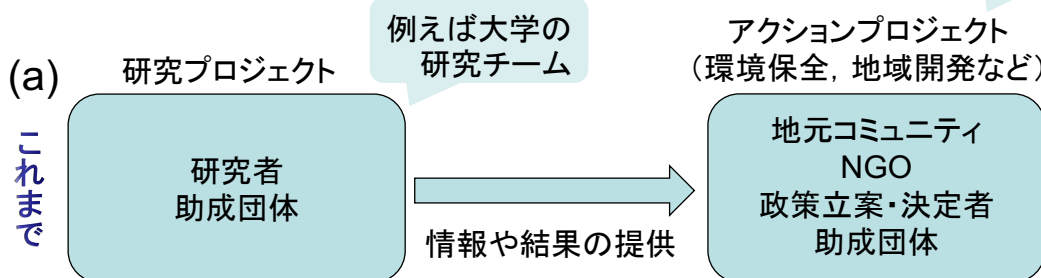 例えば大学の
研究チーム
アクションプロジェクト
(a)
研究プロジェクト
（環境保全，地域開発など）
これまで
研究者
助成団体
地元コミュニティ
NGO
政策立案・決定者
助成団体
情報や結果の提供